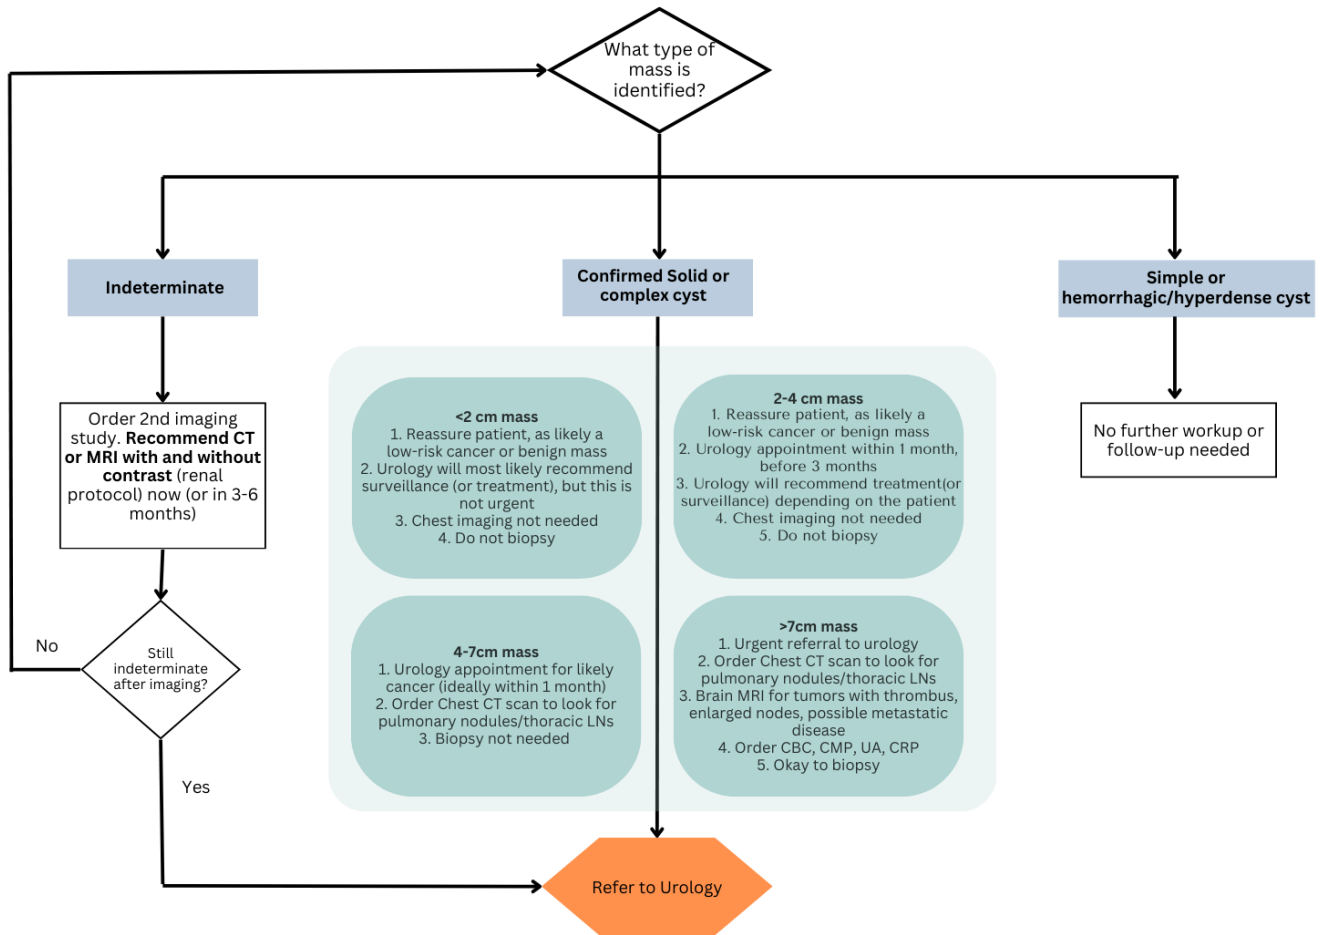 What type of
mass is
identified?
Indeterminate
Confirmed Solid or
complex cyst
Simple or
hemorrhagic/hyperdense cyst
Order 2nd imaging
study. Recommend CT
or MRI with and without
contrast (renal
protocol) now (or in 3-6
months)
<2 cm mass
1. Reassure patient, as likely a
low-risk cancer or benign mass
2. Urology will most likely recommend
surveillance (or treatment), but this is
not urgent
3. Chest imaging not needed
4. Do not biopsy
2-4 cm mass
1. Reassure patient, as likely a
low-risk cancer or benign mass
2. Urology appointment within 1 month,
before 3 months
3. Urology will recommend treatment(or
surveillance) depending on the patient
4. Chest imaging not needed
5. Do not biopsy
No further workup or
follow-up needed
Still
indeterminate
after imaging?
No
Yes
4-7cm mass
1. Urology appointment for likely
cancer (ideally within 1 month)
2. Order Chest CT scan to look for
pulmonary nodules/thoracic LNs
3. Biopsy not needed
>7cm mass
1. Urgent referral to urology
2. Order Chest CT scan to look for
pulmonary nodules/thoracic LNs
3. Brain MRI for tumors with thrombus,
enlarged nodes, possible metastatic
disease
4. Order CBC, CMP, UA, CRP
5. Okay to biopsy
Refer to Urology